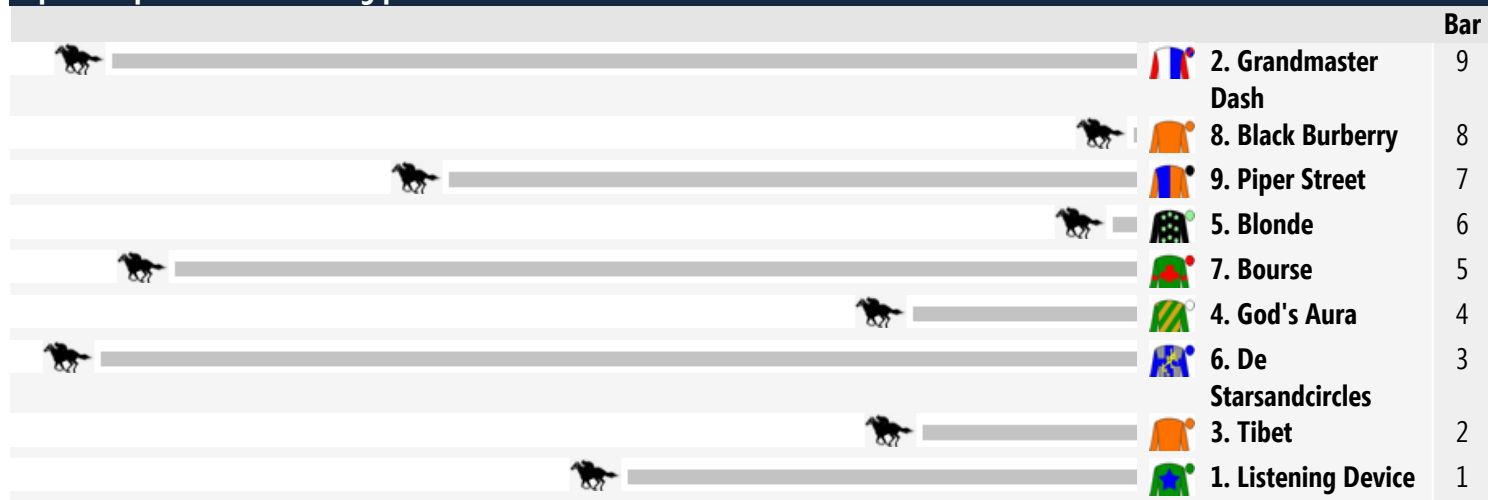 Bar
2. Grandmaster 9
Dash
8. Black Burberry 8
9. Piper Street 7
5. Blonde 6
7. Bourse 5
4. God's Aura 4
6. De 3
Starsandcircles
3. Tibet 2
1. Listening Device 1